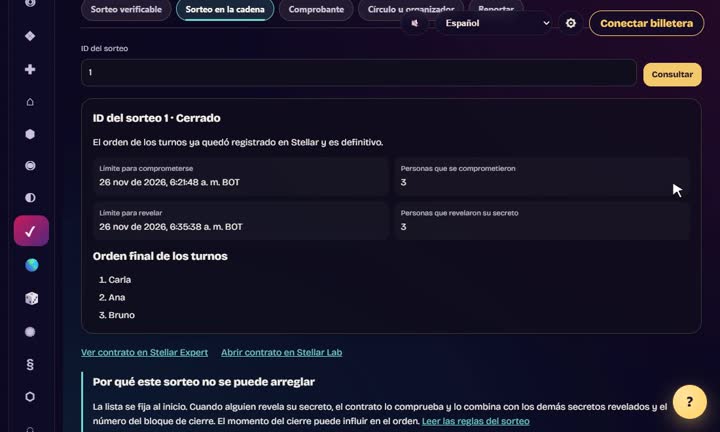 Sorteo verificable
Sorteo en la cadena
Comprobante
Círculo u organizador
Reportar
Español
Conectar billetera
ID del sorteo
1
Consultar
ID del sorteo 1 · Cerrado
El orden de los turnos ya quedó registrado en Stellar y es definitivo.
Límite para comprometerse
26 nov de 2026, 6:21:48 a. m. BOT
Personas que se comprometieron
3
Límite para revelar
26 nov de 2026, 6:35:38 a. m. BOT
Personas que revelaron su secreto
3
Orden final de los turnos
1. Carla
2. Ana
3. Bruno
Ver contrato en Stellar Expert
Abrir contrato en Stellar Lab
Por qué este sorteo no se puede arreglar
La lista se fija al inicio. Cuando alguien revela su secreto, el contrato lo comprueba y lo combina con los demás secretos revelados y el
número del bloque de cierre. El momento del cierre puede influir en el orden. Leer las reglas del sorteo
§
?